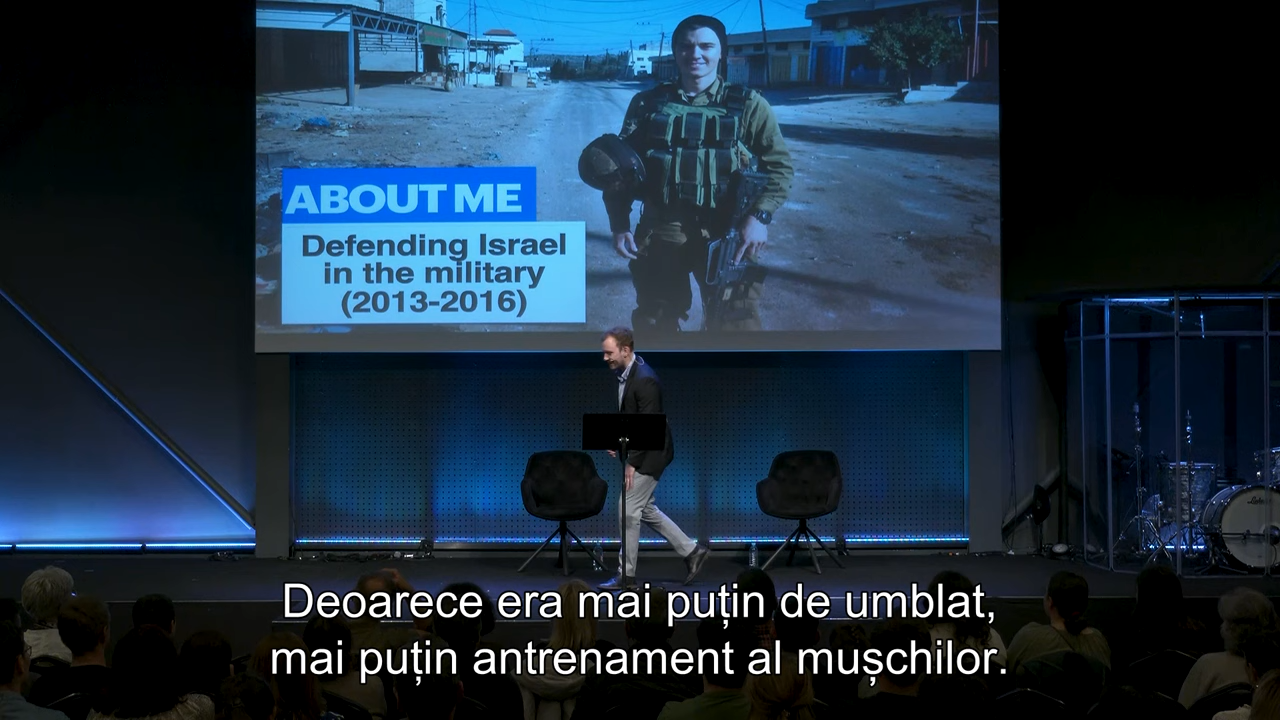 ABOUT ME
Defending Israel
in the military
(2013-2016)
Deoarece era mai puțin de umblat,
mai puțin antrenament al mușchilor.